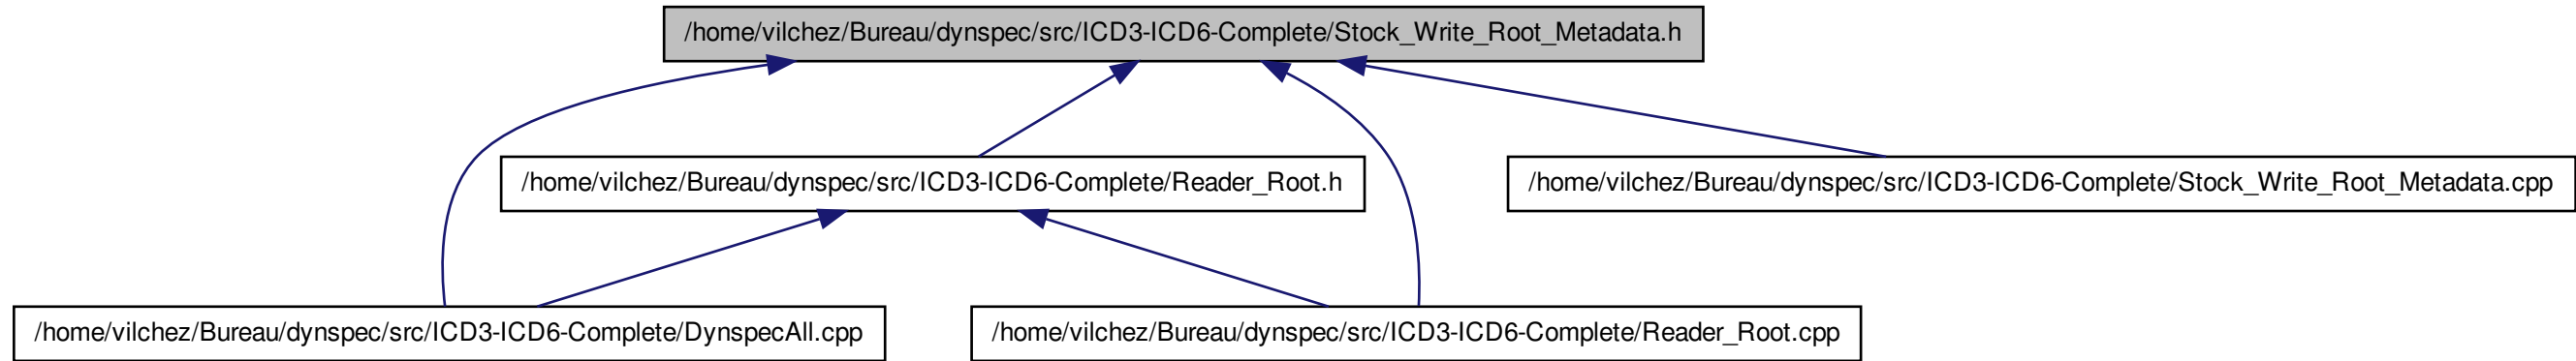 /home/vilchez/Bureau/dynspec/src/ICD3-ICD6-Complete/Stock_Write_Root_Metadata.h
/home/vilchez/Bureau/dynspec/src/ICD3-ICD6-Complete/Reader_Root.h
/home/vilchez/Bureau/dynspec/src/ICD3-ICD6-Complete/Stock_Write_Root_Metadata.cpp
/home/vilchez/Bureau/dynspec/src/ICD3-ICD6-Complete/DynspecAll.cpp
/home/vilchez/Bureau/dynspec/src/ICD3-ICD6-Complete/Reader_Root.cpp